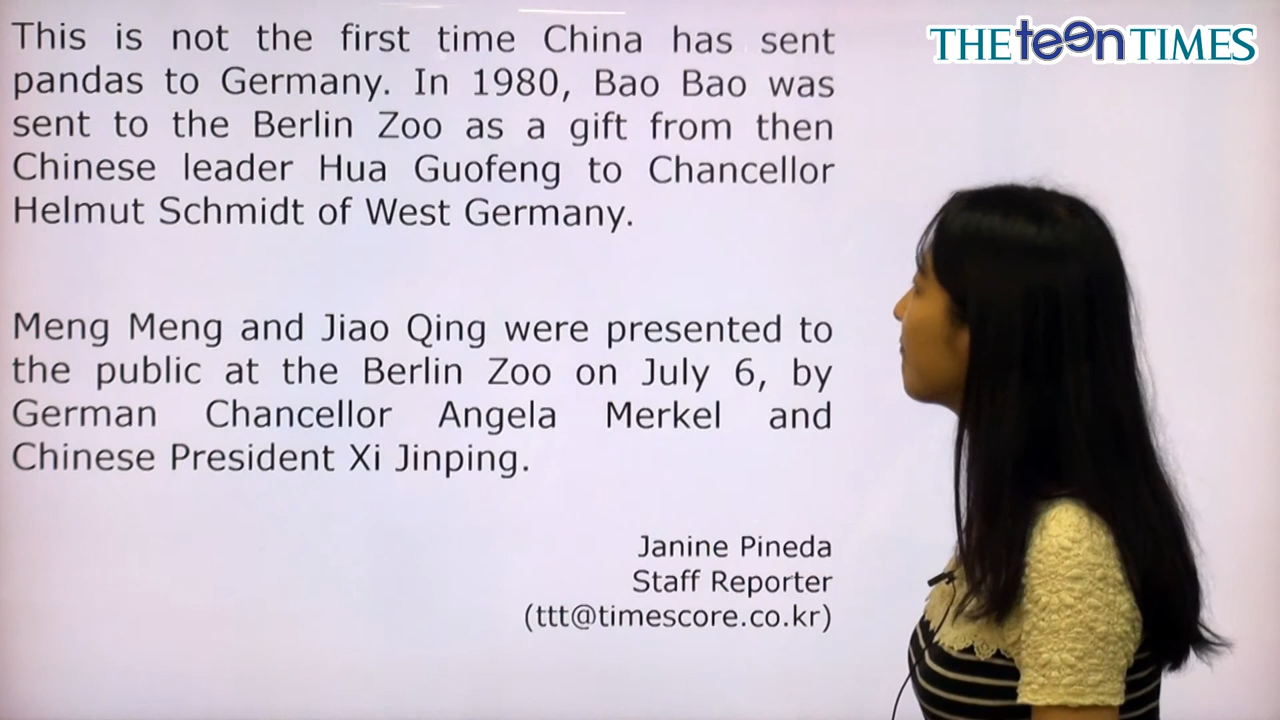 THE teen TIMES
This is not the first time China has sent
pandas to Germany. In 1980, Bao Bao was
sent to the Berlin Zoo as a gift from then
Chinese leader Hua Guofeng to Chancellor
Helmut Schmidt of West Germany.
Meng Meng and Jiao Qing were presented to
the public at the Berlin Zoo on July 6, by
German Chancellor Angela Merkel and
Chinese President Xi Jinping.
Janine Pineda
Staff Reporter
(ttt@timescore.co.kr)